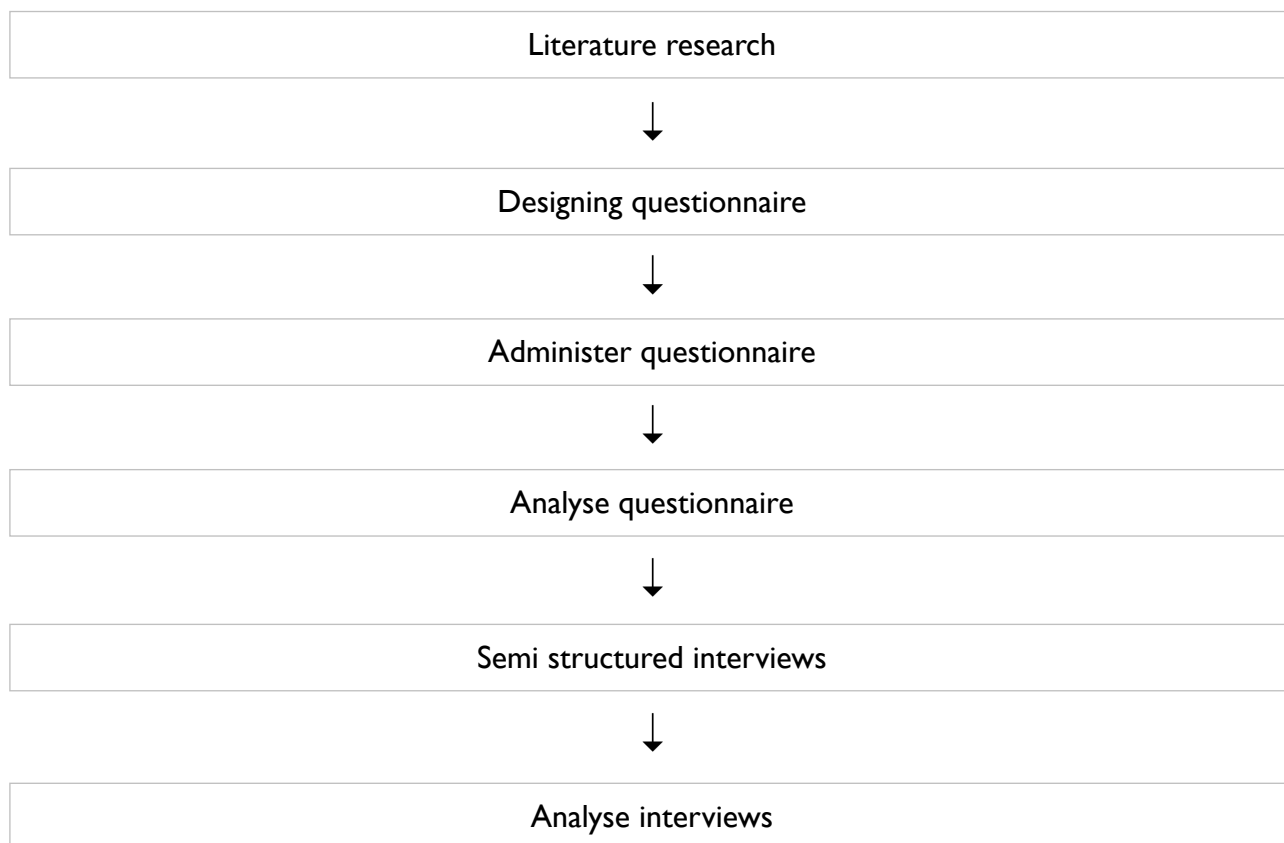 Literature research
Designing questionnaire
Administer questionnaire
Analyse questionnaire
Semi structured interviews
Analyse interviews